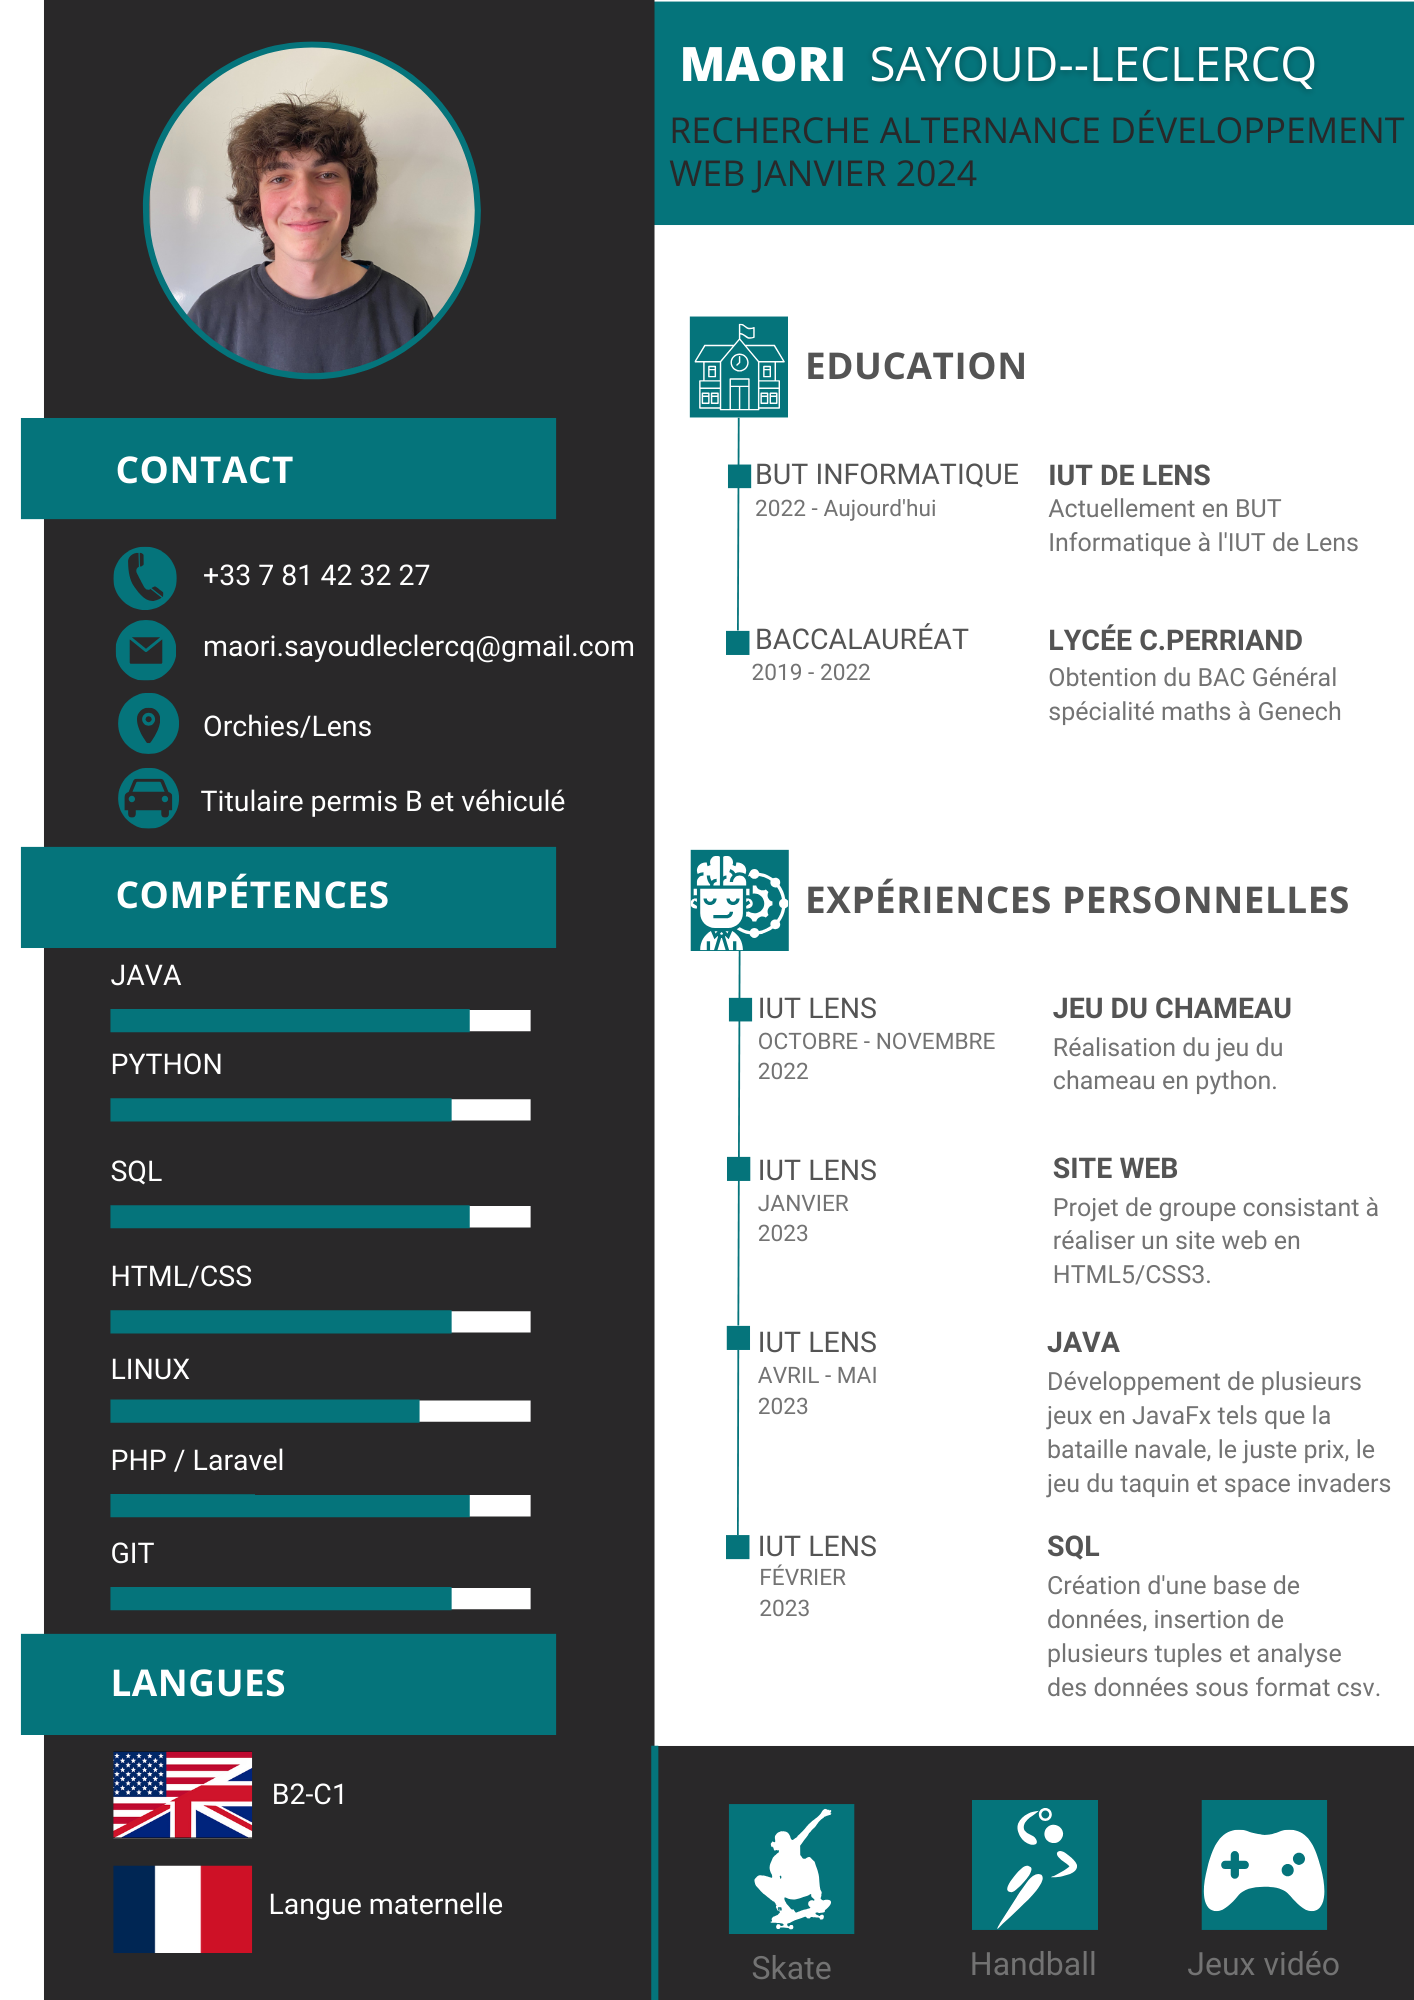 MAORI SAYOUD--LECLERCQ
RECHERCHE ALTERNANCE DÉVELOPPEMENT
WEB JANVIER 2024
CONTACT
+33 7 81 42 32 27
maori.sayoudleclercq@gmail.com
Orchies/Lens
Titulaire permis B et véhiculé
COMPÉTENCES
JAVA
PYTHON
SQL
HTML/CSS
LINUX
PHP / Laravel
GIT
LANGUES
B2-C1
Langue maternelle
EDUCATION
BUT INFORMATIQUE
2022 - Aujourd'hui
IUT DE LENS
Actuellement en BUT
Informatique à l'IUT de Lens
BACCALAURÉAT
2019 - 2022
LYCÉE C.PERRIAND
Obtention du BAC Général
spécialité maths à Genech
EXPÉRIENCES PERSONNELLES
IUT LENS
OCTOBRE - NOVEMBRE
2022
JEU DU CHAMEAU
Réalisation du jeu du
chameau en python.
IUT LENS
JANVIER
2023
SITE WEB
Projet de groupe consistant à
réaliser un site web en
HTML5/CSS3.
IUT LENS
AVRIL - MAI
2023
JAVA
Développement de plusieurs
jeux en JavaFx tels que la
bataille navale, le juste prix, le
jeu du taquin et space invaders
IUT LENS
FÉVRIER
2023
SQL
Création d'une base de
données, insertion de
plusieurs tuples et analyse
des données sous format csv.
Skate
Handball
Jeux vidéo